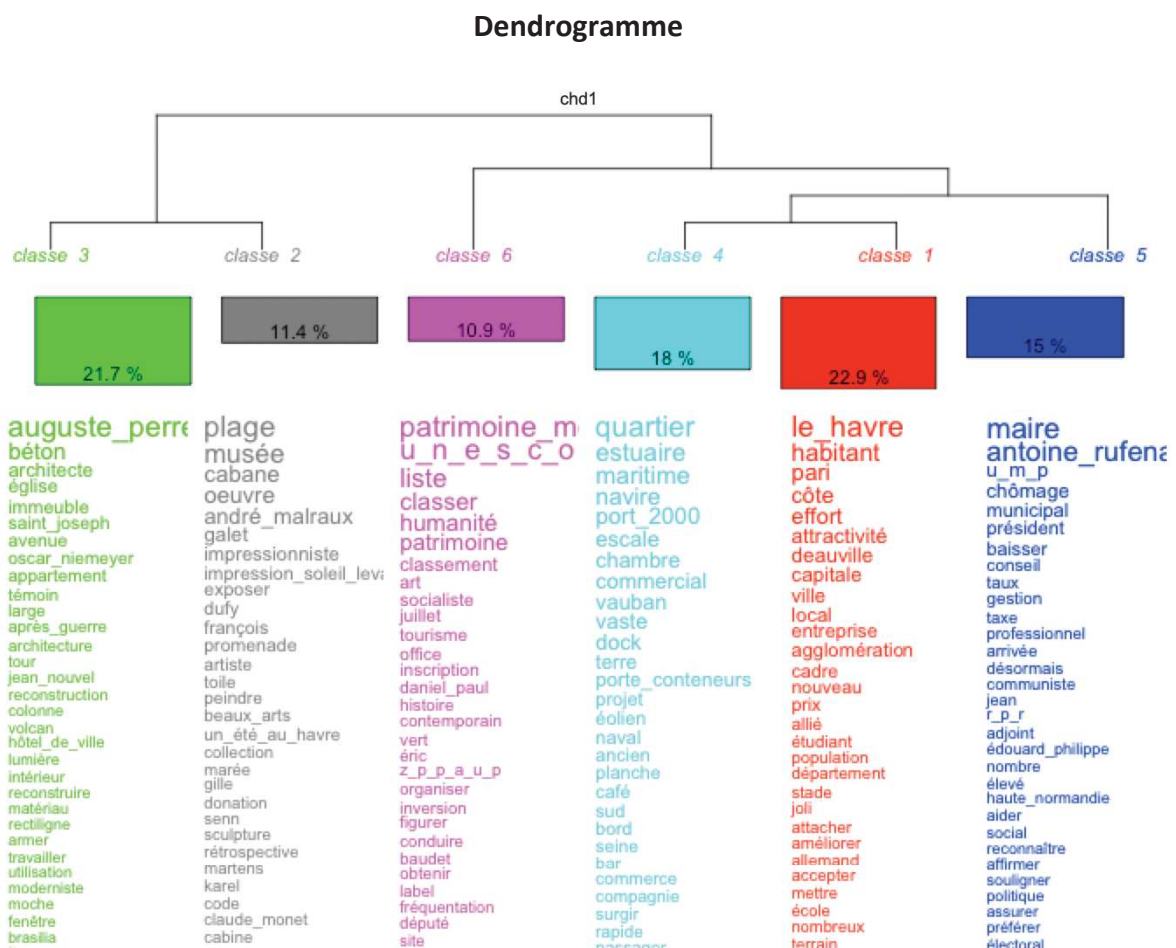 Dendrogramme
chd1
classe 3
classe 2
classe 6
classe 4
classe 1
classe 5
21.7 %
11.4 %
10.9 %
18 %
22.9 %
15 %
auguste_perre
béton
architecte
église
immeuble
saint_joseph
avenue
oscar_niemeyer
appartement
témoin
large
après_guerre
architecture
tour
jean_nouvel
reconstruction
colonne
volcan
hôtel_de_ville
lumière
intérieur
reconstruire
matériau
rectiligne
armer
travailler
utilisation
moderniste
moche
fenêtre
brasilia
plage
musée
cabane
oeuvre
andré_malraux
galet
impressionniste
impression_soleil_leva
exposer
dufy
françois
promenade
artiste
toile
peindre
beaux_arts
un_été_au_havre
collection
marée
gille
donation
senn
sculpture
rétrospective
martens
karel
code
claude_monet
cabine
patrimoine_m
u_n_e_s_c_o
liste
classer
humanité
patrimoine
classement
art
socialiste
juillet
tourisme
office
inscription
daniel_paul
histoire
contemporain
vert
éric
z_p_p_a_u_p
organiser
inversion
figurer
conduire
baudet
obtenir
label
fréquentation
député
site
quartier
estuaire
maritime
navire
port_2000
escale
chambre
commercial
vauban
vaste
dock
terre
porte_conteneurs
projet
éolien
naval
ancien
planche
café
sud
bord
seine
bar
commerce
compagnie
surgir
rapide
passager
le_havre
habitant
pari
côte
effort
attractivité
deauville
capitale
ville
local
entreprise
agglomération
cadre
nouveau
prix
allié
étudiant
population
département
stade
joli
attacher
améliorer
allemand
accepter
mettre
école
nombreux
terrain
maire
antoine_rufena
u_m_p
chômage
municipal
président
baisser
conseil
taux
gestion
taxe
professionnel
arrivée
désormais
communiste
jean
r_p_r
adjoint
édouard_philippe
nombre
élevé
haute_normandie
aider
social
reconnaître
affirmer
souligner
politique
assurer
préférer
électoral